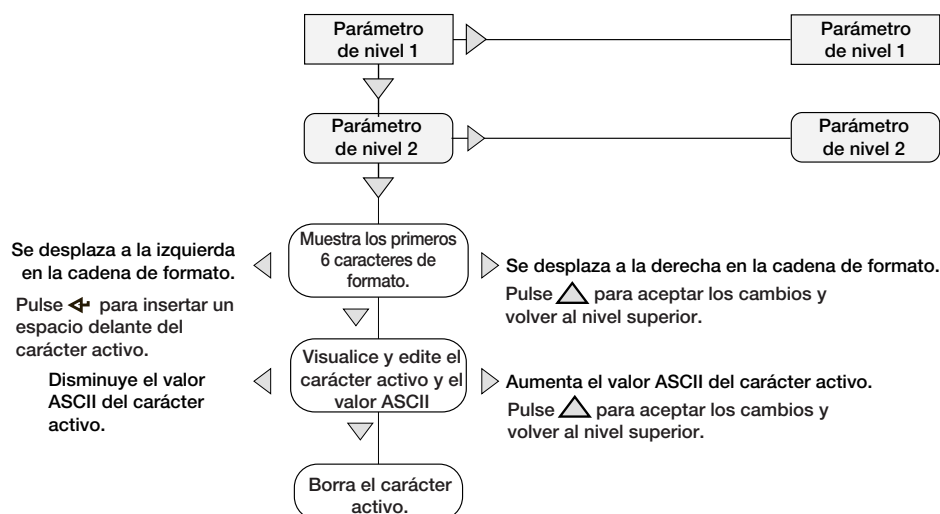 Parámetro
de nivel 1
Parámetro
de nivel 1
Parámetro
de nivel 2
Parámetro
de nivel 2
Se desplaza a la izquierda
en la cadena de formato.
Pulse para insertar un
espacio delante del
carácter activo.
Muestra los primeros
6 caracteres de
formato.
Se desplaza a la derecha en la cadena de formato.
Pulse para aceptar los cambios y
volver al nivel superior.
Disminuye el valor
ASCII del carácter
activo.
Visualice y edite el
carácter activo y el
valor ASCII
Aumenta el valor ASCII del carácter activo.
Pulse para aceptar los cambios y
volver al nivel superior.
Borra el carácter
activo.